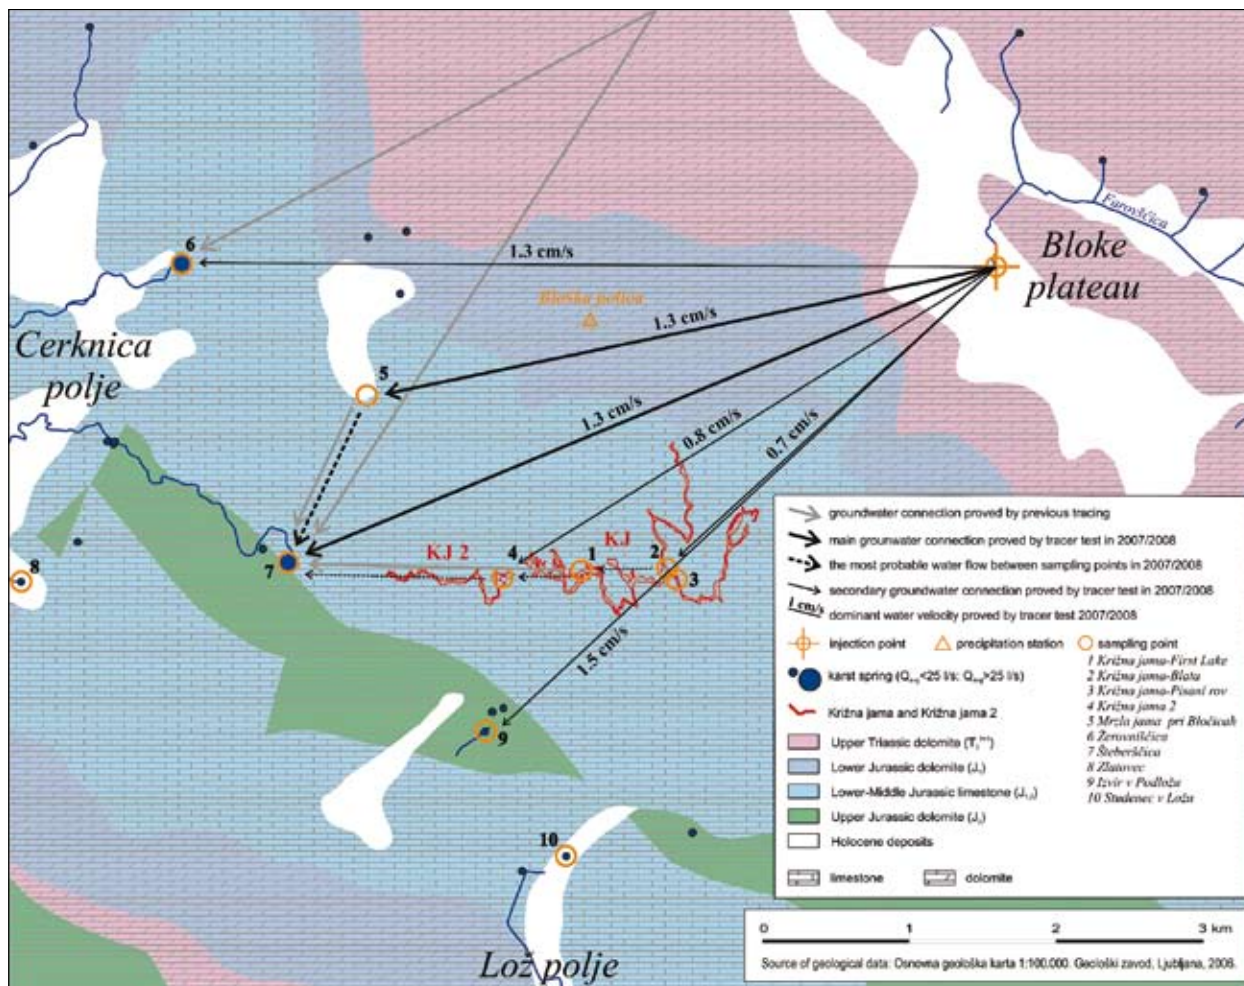 6
1.3 cm/s
Farovščica
Bloke
plateau
Bloška polica
1.3 cm/s
Cerknica
polje
5
1.3 cm/s
0.8 cm/s
0.7 cm/s
KJ 2
4
1
KJ
2
3
7
8
1.5 cm/s
9
10
Lož polje
groundwater connection proved by previous tracing
main grounwater connection proved by tracer test in 2007/2008
the most probable water flow between sampling points in 2007/2008
secondary groundwater connection proved by tracer test in 2007/2008
1 cm/s dominant water velocity proved by tracer test 2007/2008
injection point precipitation station sampling point
karst spring (Q <25 l/s; Q >25 l/s)
Križna jama and Križna jama 2
Upper Triassic dolomite
Lower Jurassic dolomite
Lower-Middle Jurassic limestone
Upper Jurassic dolomite
Holocene deposits
limestone dolomite
1 Križna jama-First Lake
2 Križna jama-Blata
3 Križna jama-Pisani rov
4 Križna jama 2
5 Mrzla jama pri Bločicah
6 Žerovniščica
7 Šteberščica
8 Zlatovec
9 Izvir v Podložu
10 Studenec v Ložu
0 1 2 3 km
Source of geological data: Osnovna geološka karta 1:100.000. Geološki zavod, Ljubljana, 2006.